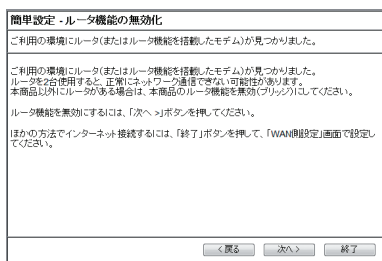 簡単設定 - ルータ機能の無効化
ご利用の環境にルータ(またはルータ機能を搭載したモデム)が見つかりました。
ご利用の環境にルータ(またはルータ機能を搭載したモデム)が見つかりました。
ルータを2台使用すると、正常にネットワーク通信できない可能性があります。
本商品以外にルータがある場合は、本商品のルータ機能を無効(ブリッジ)にしてください。
ルータ機能を無効にするには、「次へ >」ボタンを押してください。
ほかの方法でインターネット接続するには、「終了」ボタンを押して、「WAN側設定」画面で設定し
てください。
< 戻る 次へ > 終了